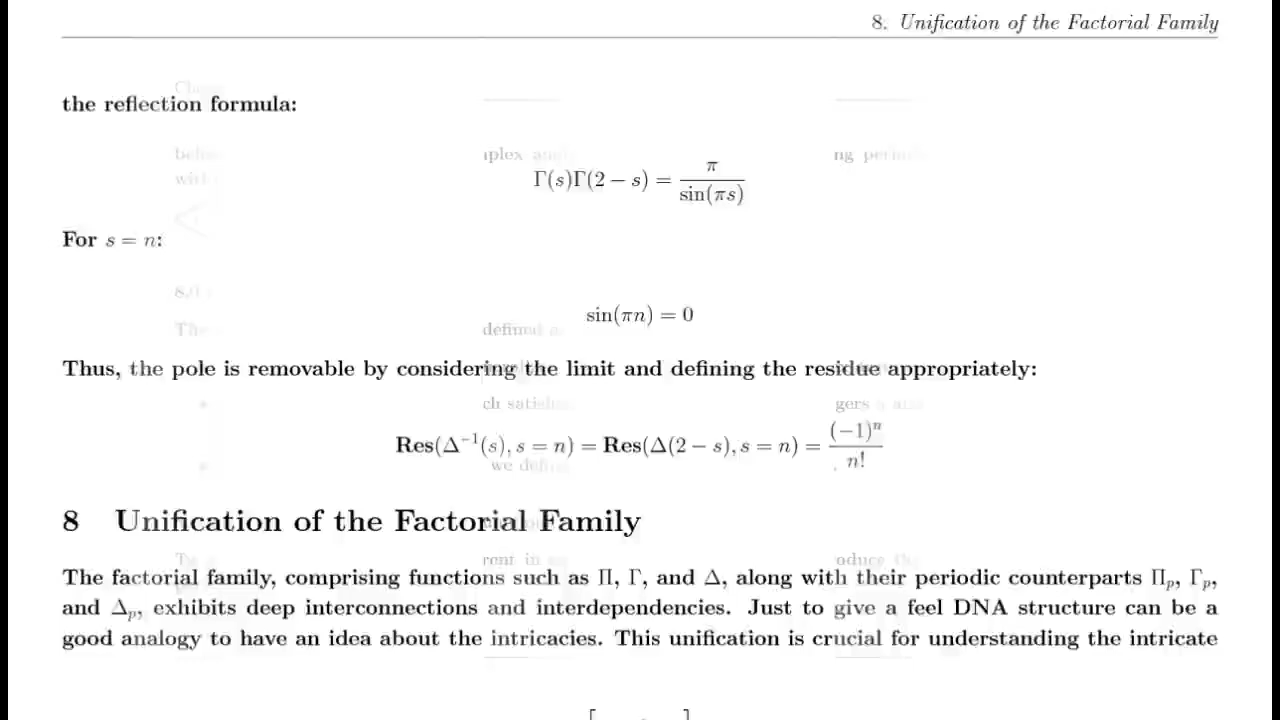 8. Unification of the Factorial Family
the reflection formula:
Γ(s)Γ(2 − s) = π / sin(πs)
For s = n:
sin(πn) = 0
Thus, the pole is removable by considering the limit and defining the residue appropriately:
Res(Δ⁻¹(s), s = n) = Res(Δ(2 − s), s = n) = (−1)ⁿ / n!
8 Unification of the Factorial Family
The factorial family, comprising functions such as Π, Γ, and Δ, along with their periodic counterparts Πₚ, Γₚ,
and Δₚ, exhibits deep interconnections and interdependencies. Just to give a feel DNA structure can be a
good analogy to have an idea about the intricacies. This unification is crucial for understanding the intricate